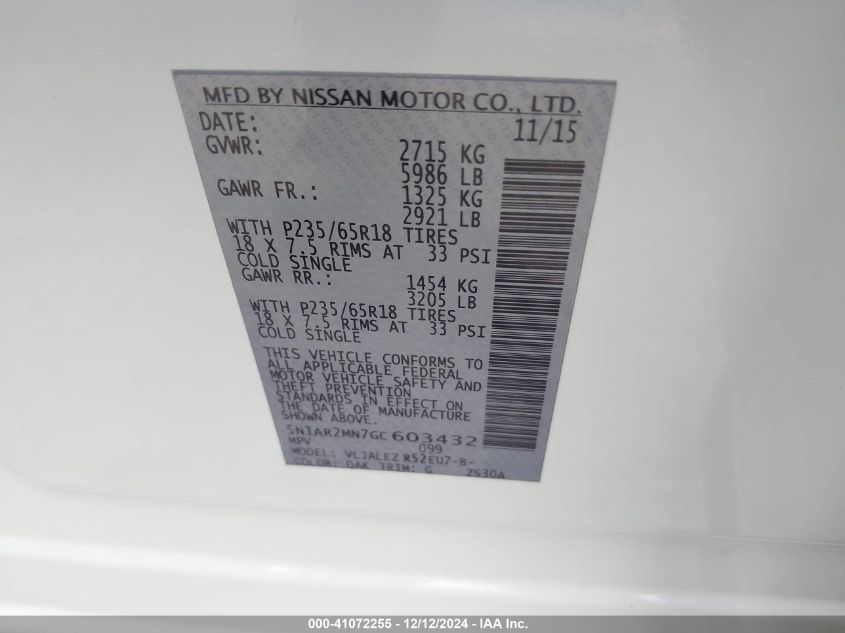 MFD BY NISSAN MOTOR CO., LTD.
DATE: 11/15
GVWR: 2715 KG
5986 LB
GAWR FR.: 1325 KG
2921 LB
WITH P235/65R18 TIRES
18 X 7.5 RIMS AT 33 PSI
COLD SINGLE
GAWR RR.: 1454 KG
3205 LB
WITH P235/65R18 TIRES
18 X 7.5 RIMS AT 33 PSI
COLD SINGLE
THIS VEHICLE CONFORMS TO
ALL APPLICABLE FEDERAL
MOTOR VEHICLE SAFETY AND
THEFT PREVENTION
STANDARDS IN EFFECT ON
THE DATE OF MANUFACTURE
SHOWN ABOVE.
5N1AR2MN7GC603432
MPV 099
MODEL: VLJALEZ R52EU7-B-
COLOR: QAK TRIM: G ZS30A
000-41072255 - 12/12/2024 - IAA Inc.